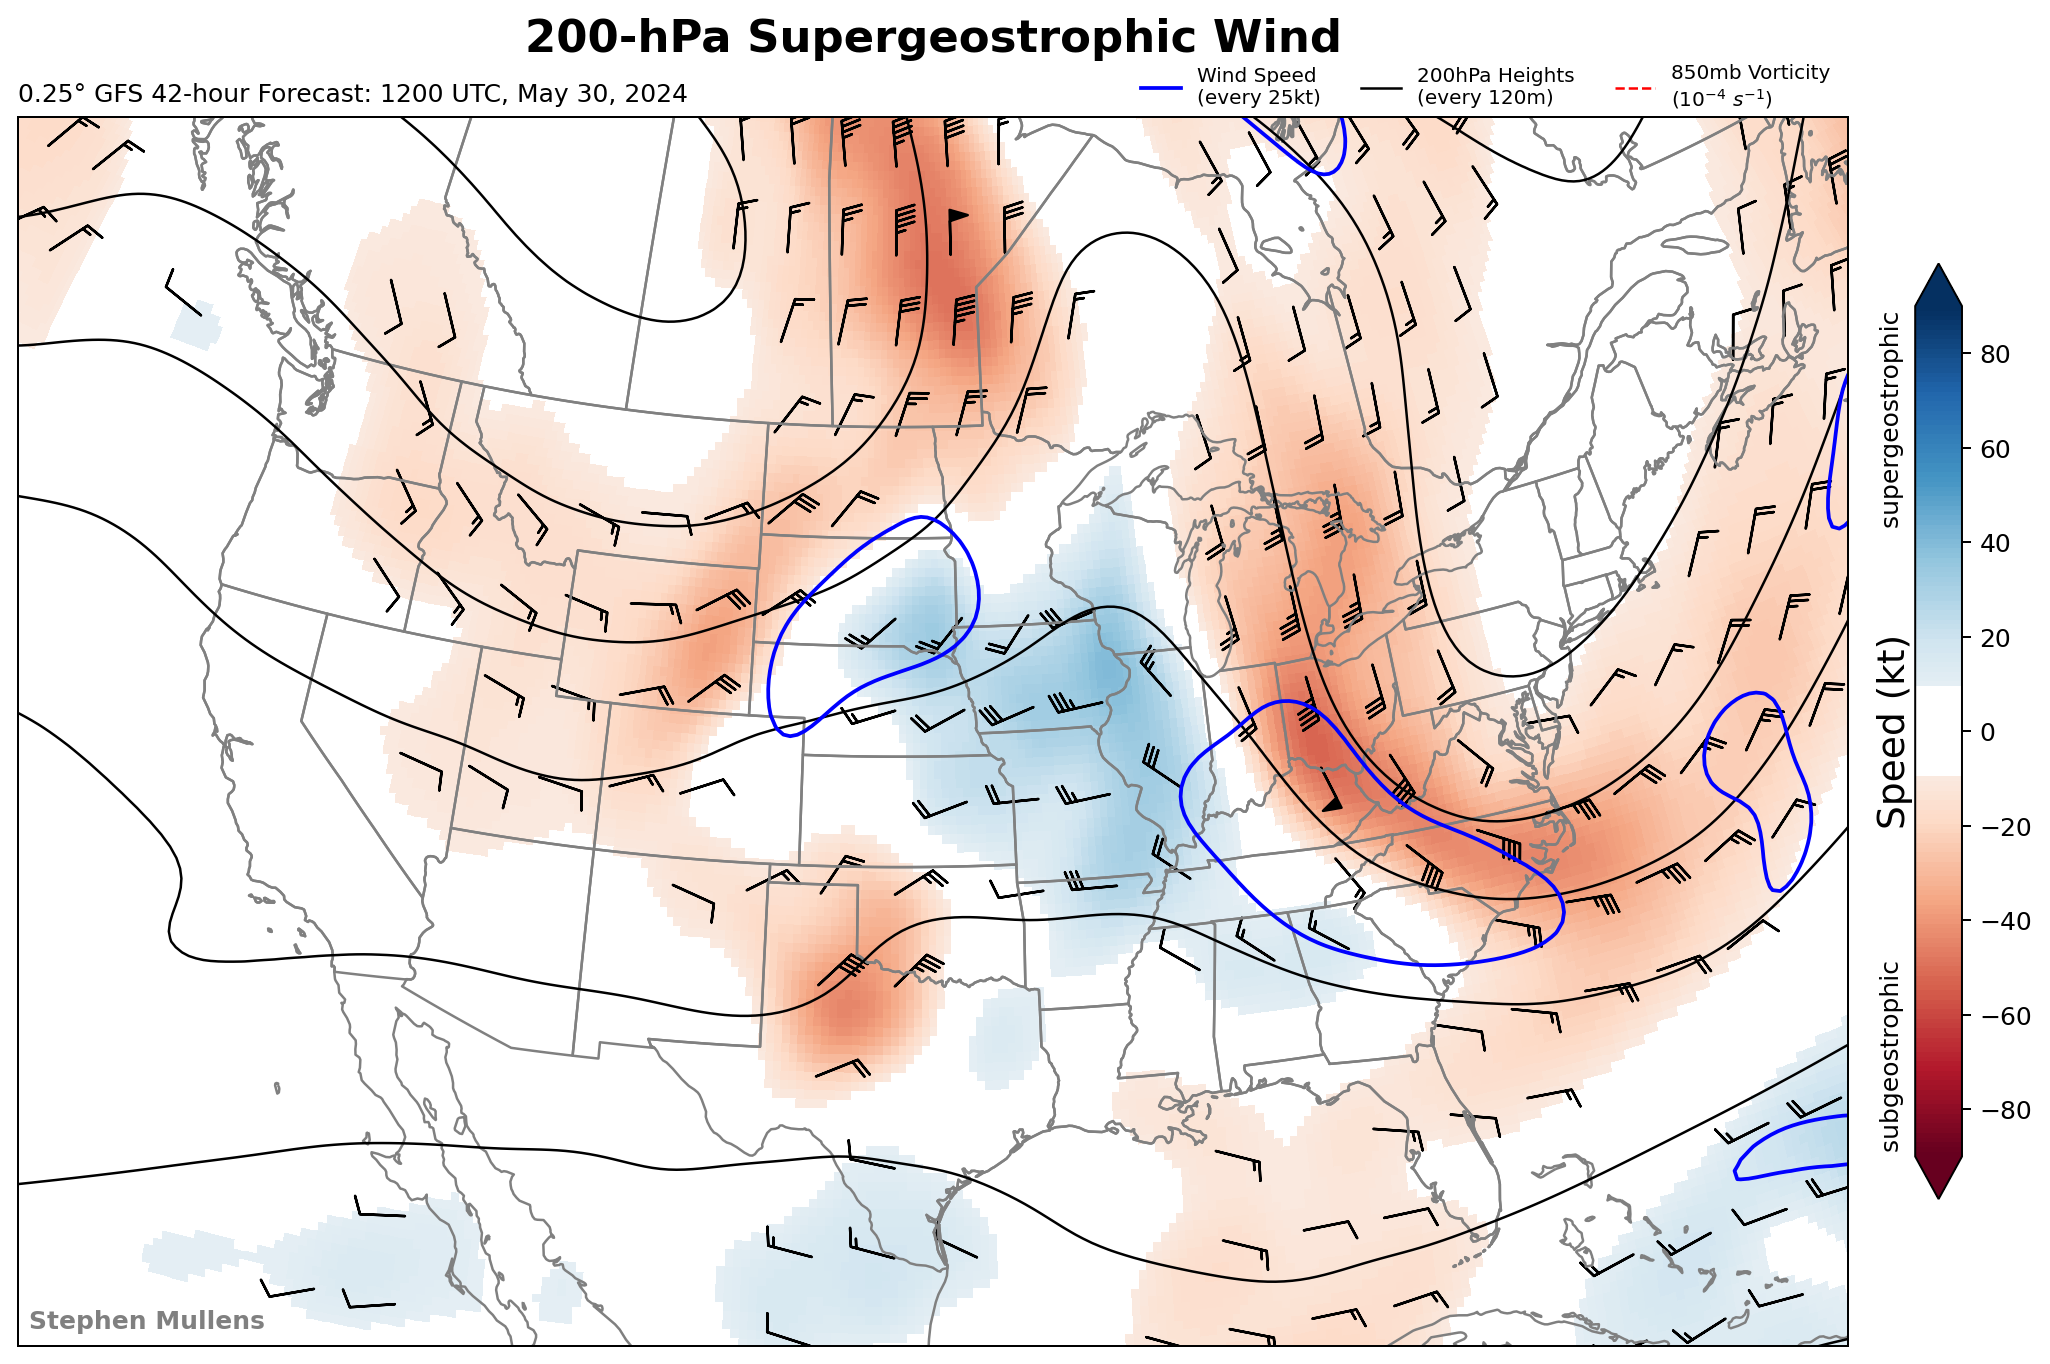 200-hPa Supergeostrophic Wind
0.25° GFS 42-hour Forecast: 1200 UTC, May 30, 2024
Wind Speed
(every 25kt)
200hPa Heights
(every 120m)
850mb Vorticity
(10⁻⁴ s⁻¹)
supergeostrophic
Speed (kt)
subgeostrophic
80
60
40
20
0
−20
−40
−60
−80
Stephen Mullens